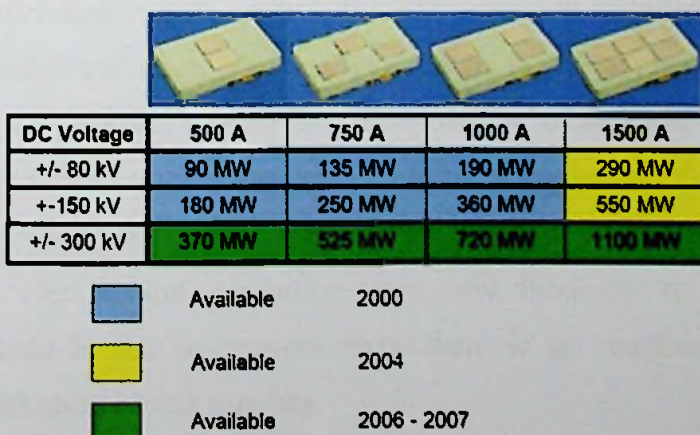 DC Voltage 500 A 750 A 1000 A 1500 A
+/- 80 kV 90 MW 135 MW 190 MW 290 MW
+-150 kV 180 MW 250 MW 360 MW 550 MW
+/- 300 kV 370 MW 525 MW 720 MW 1100 MW
Available 2000
Available 2004
Available 2006 - 2007